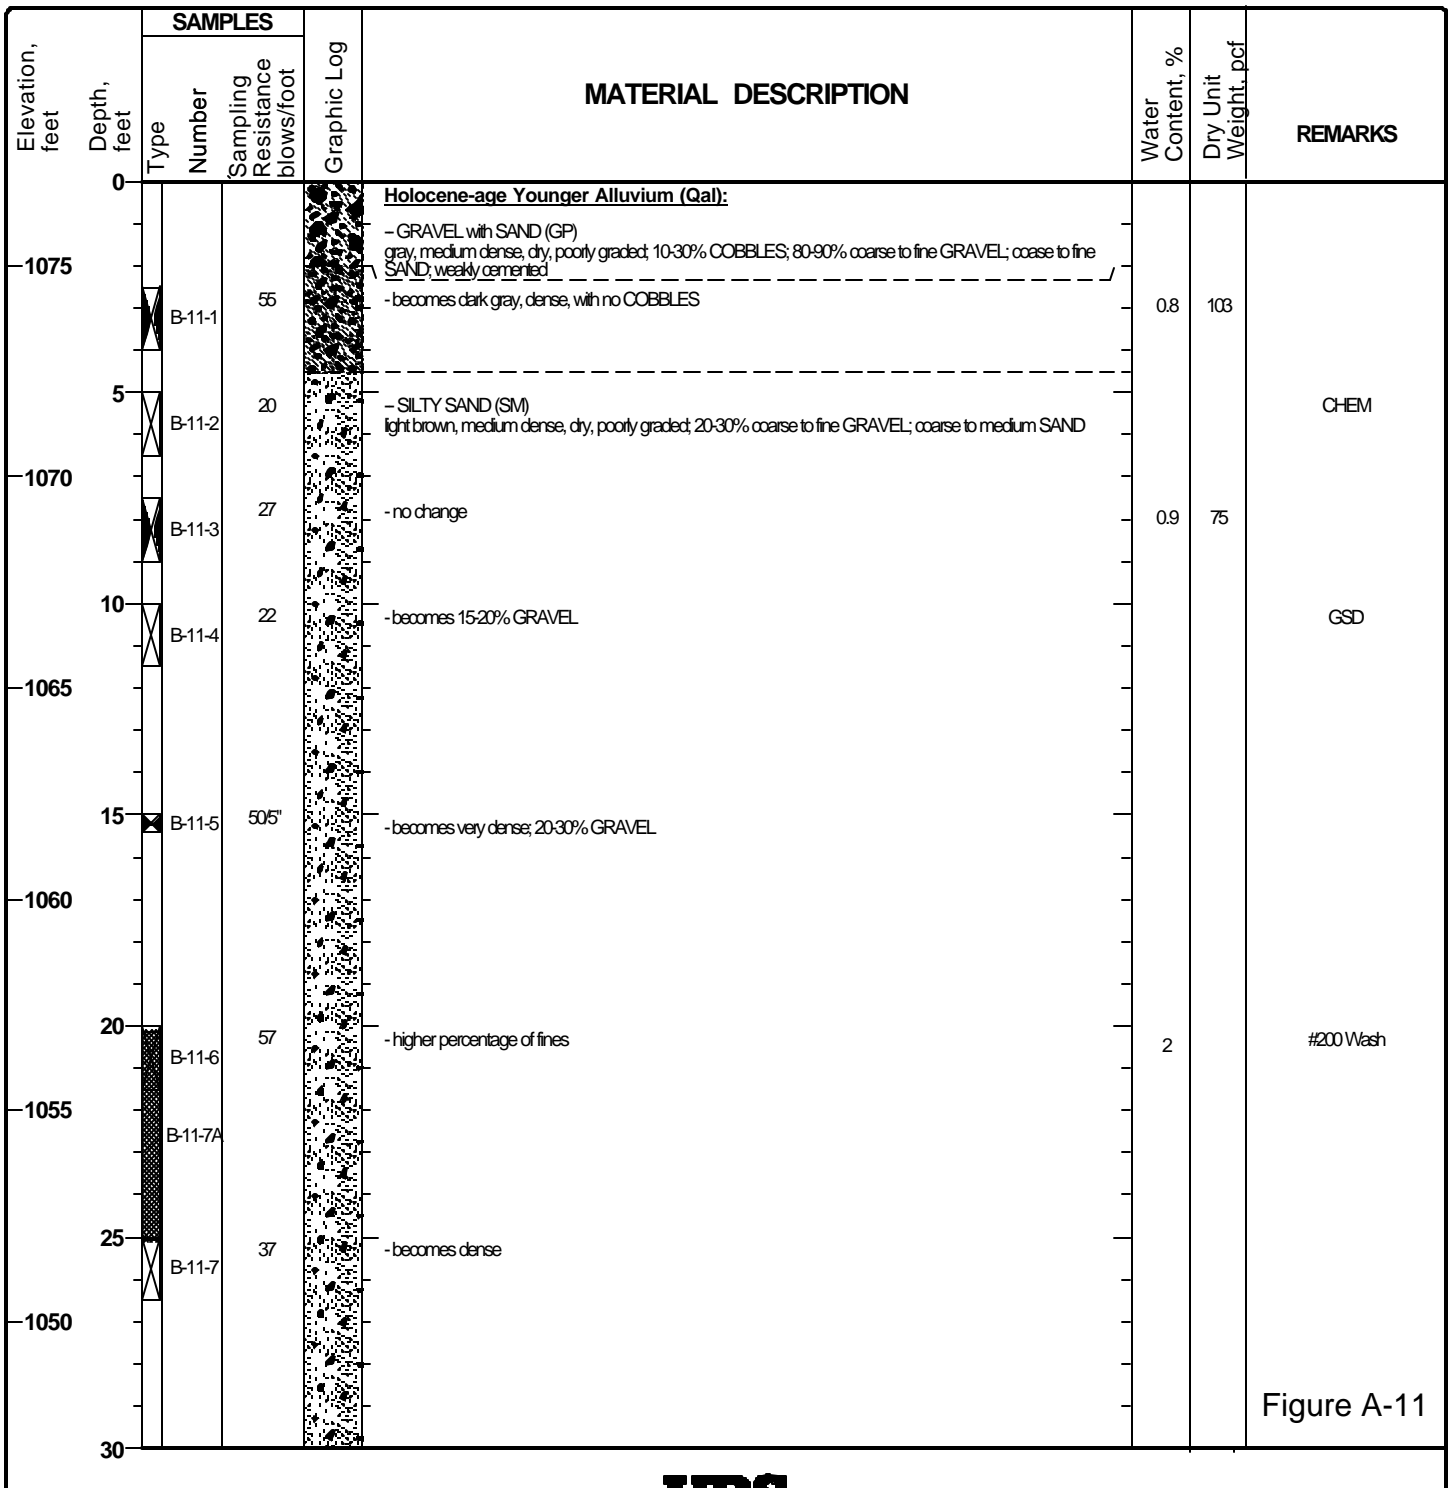 SAMPLES
Elevation,
feet
Depth,
feet
Type
Number
Sampling
Resistance
blows/foot
Graphic Log
MATERIAL DESCRIPTION
Water
Content, %
Dry Unit
Weight, pcf
REMARKS
0
Holocene-age Younger Alluvium (Qal):
– GRAVEL with SAND (GP)
gray, medium dense, dry, poorly graded; 10-30% COBBLES; 80-90% coarse to fine GRAVEL; coase to fine
SAND; weakly cemented
1075
B-11-1 55 - becomes dark gray, dense, with no COBBLES 0.8 103
5
B-11-2 20 – SILTY SAND (SM) CHEM
light brown, medium dense, dry, poorly graded; 20-30% coarse to fine GRAVEL; coarse to medium SAND
1070
B-11-3 27 - no change 0.9 75
10
B-11-4 22 - becomes 15-20% GRAVEL GSD
1065
15
B-11-5 50/5" - becomes very dense; 20-30% GRAVEL
1060
20
B-11-6 57 - higher percentage of fines 2 #200 Wash
1055
B-11-7A
25
B-11-7 37 - becomes dense
1050
30
Figure A-11